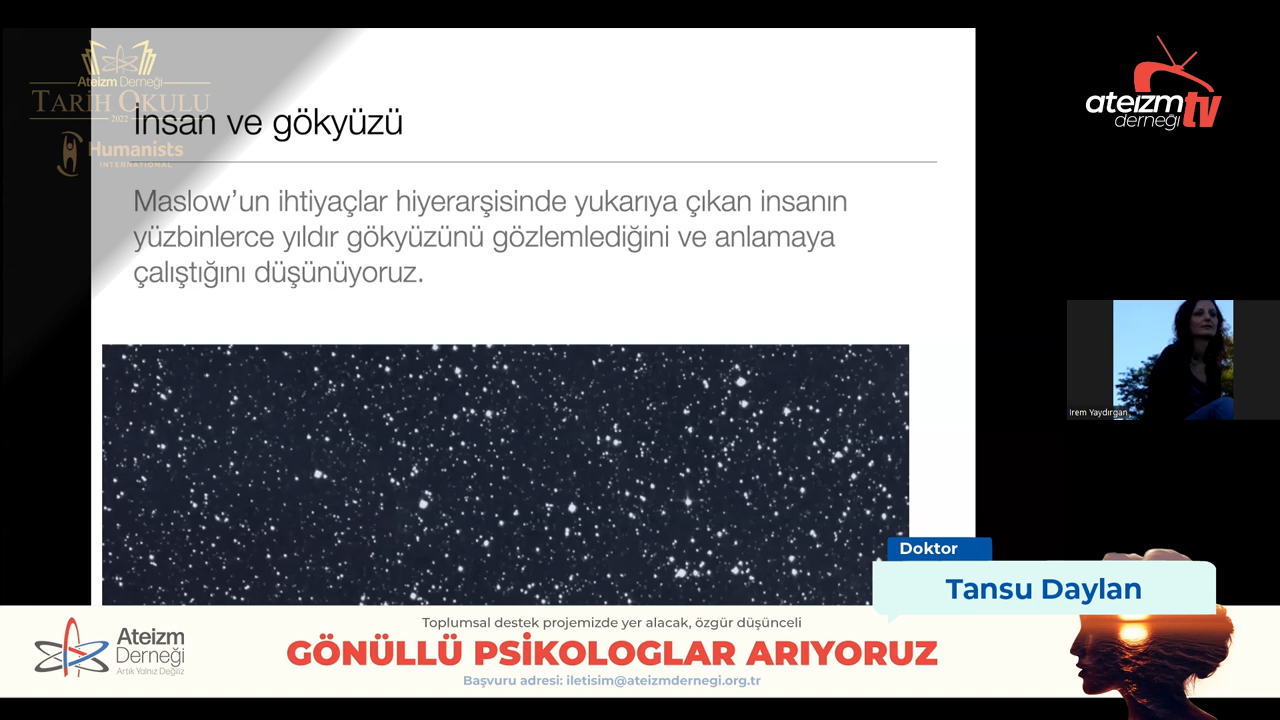 Ateizm Derneği
TARİH OKULU
2022
Humanists
INTERNATIONAL
ateizm tv
derneği
İnsan ve gökyüzü
Maslow’un ihtiyaçlar hiyerarşisinde yukarıya çıkan insanın
yüzbinlerce yıldır gökyüzünü gözlemlediğini ve anlamaya
çalıştığını düşünüyoruz.
Irem Yaydırgan
Doktor
Tansu Daylan
Ateizm
Derneği
Artık Yalnız Değiliz
Toplumsal destek projemizde yer alacak, özgür düşünceli
GÖNÜLLÜ PSİKOLOGLAR ARIYORUZ
Başvuru adresi: iletisim@ateizmdernegi.org.tr